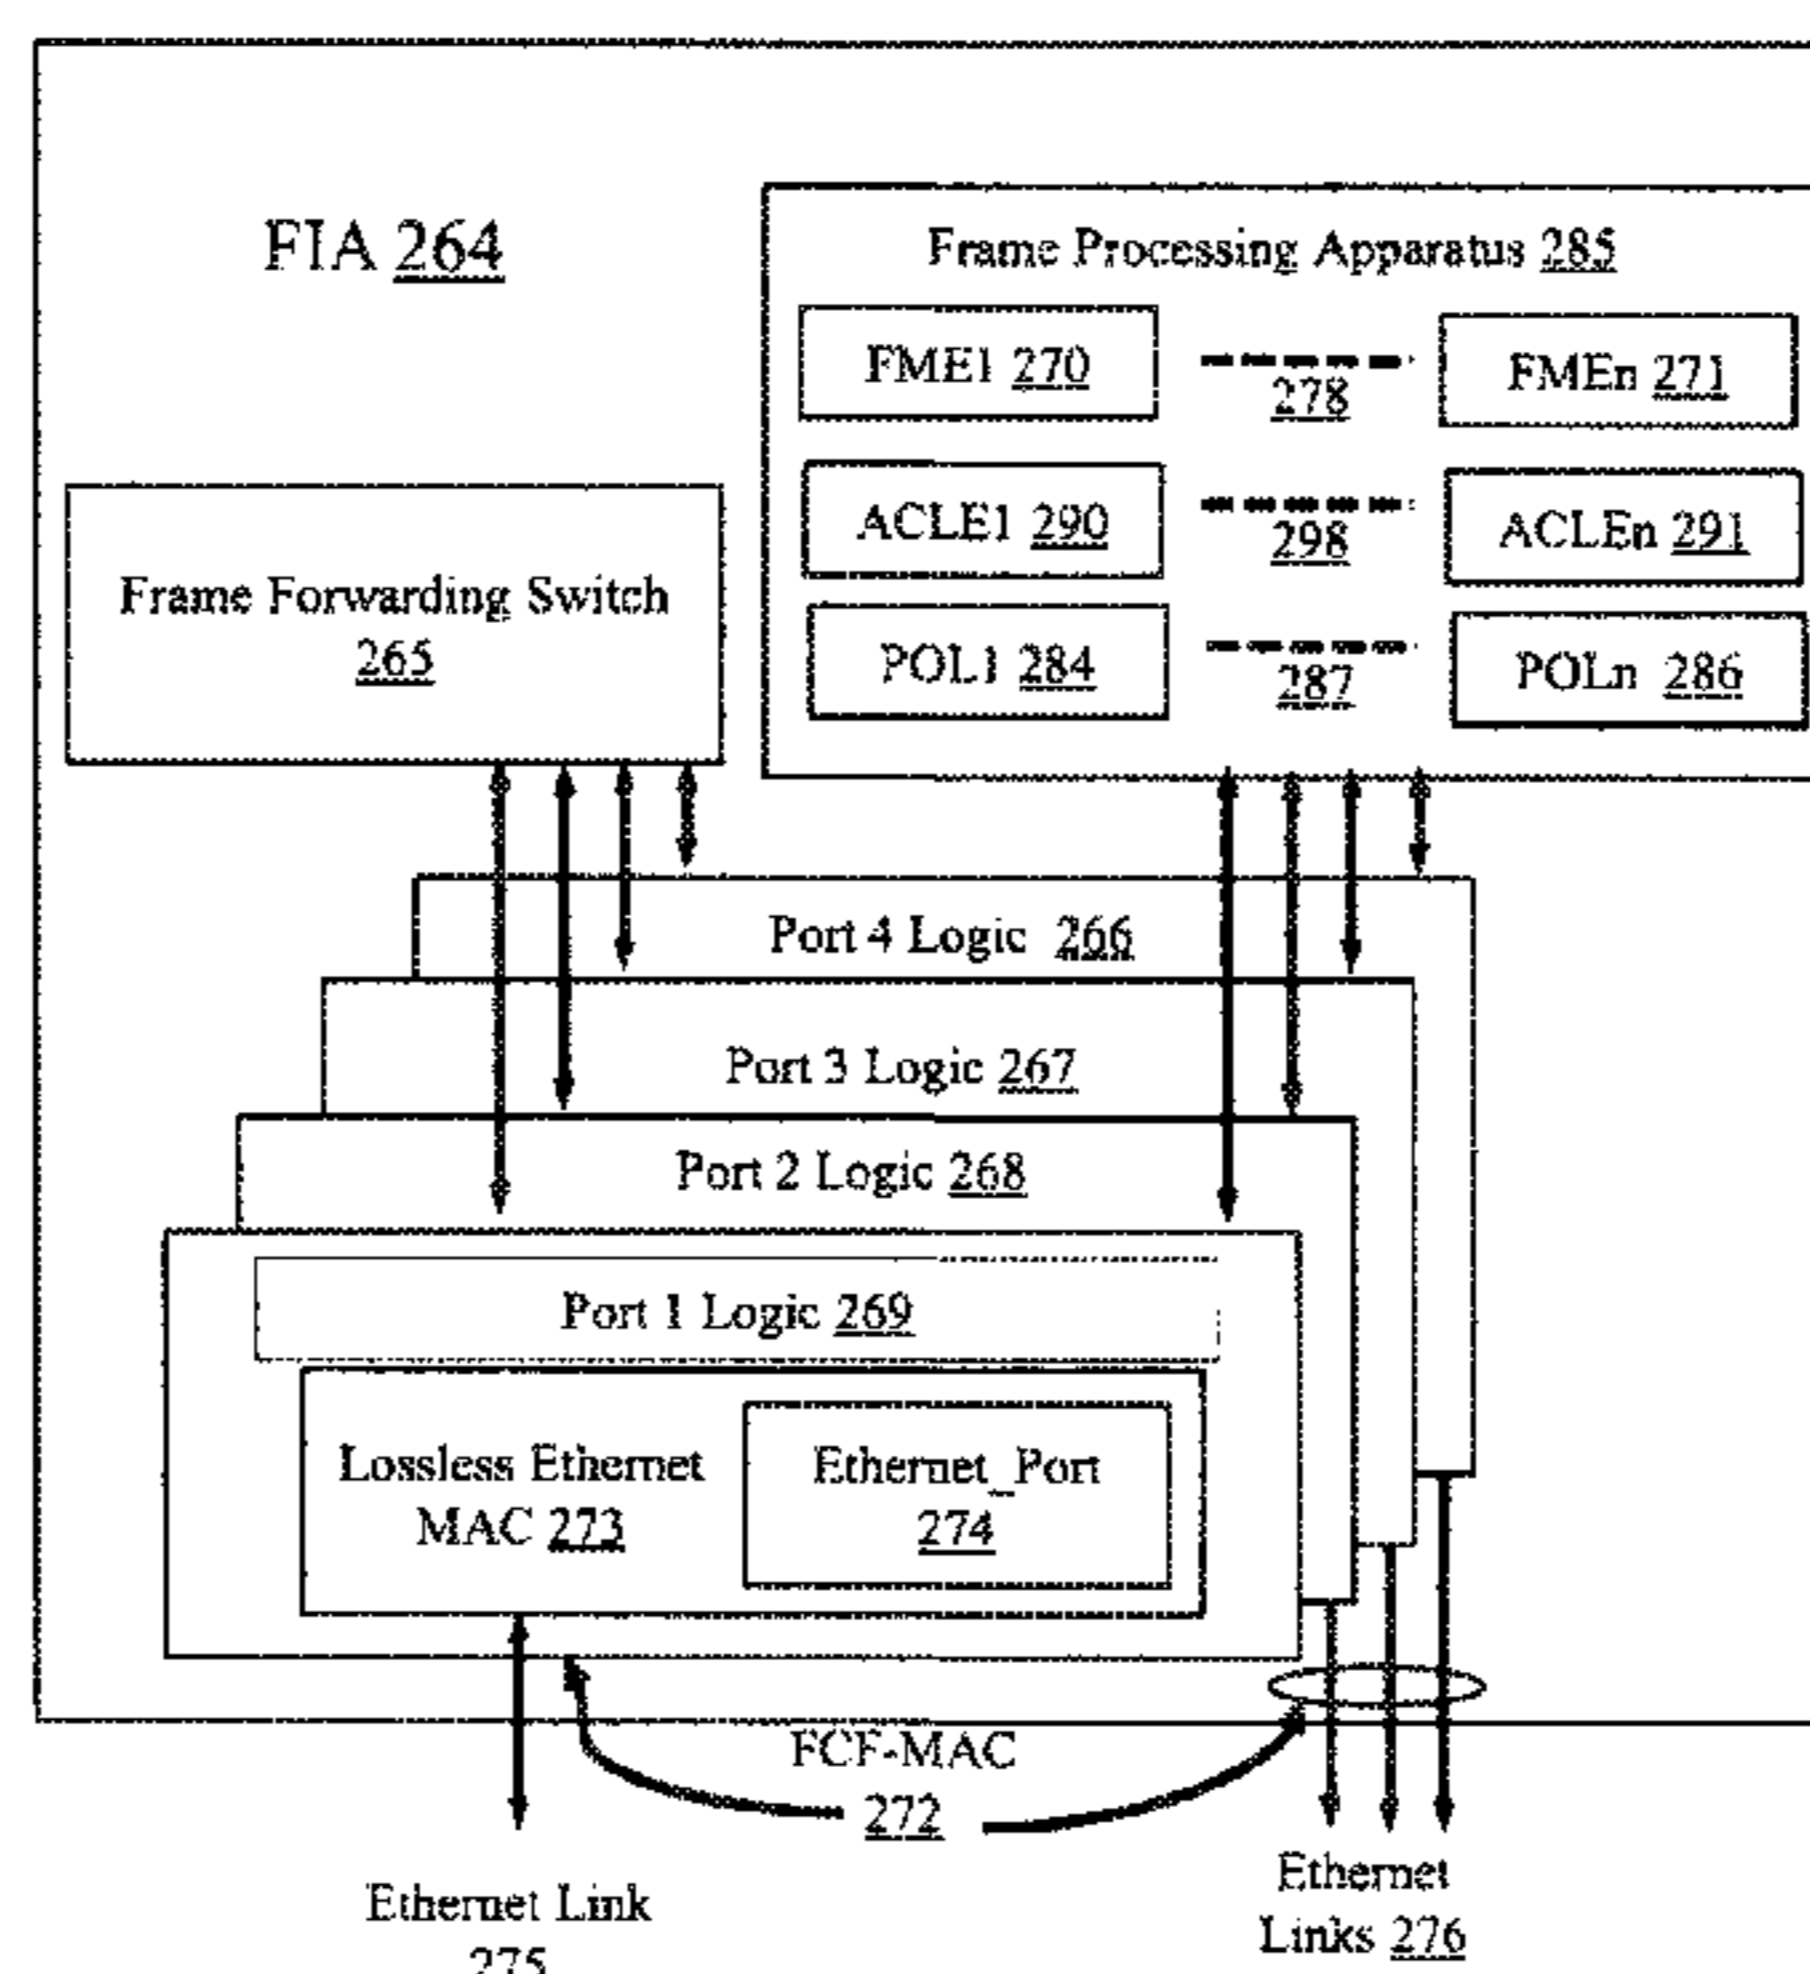 FIA 264
Frame Processing Apparatus 285
FME1 270
278
FMEn 271
ACLE1 290
298
ACLEn 291
POL1 284
287
POLn 286
Frame Forwarding Switch
265
Port 4 Logic 266
Port 3 Logic 267
Port 2 Logic 268
Port 1 Logic 269
Lossless Ethernet
MAC 273
Ethernet_Port
274
FCF-MAC
272
Ethernet Link
275
Ethernet
Links 276